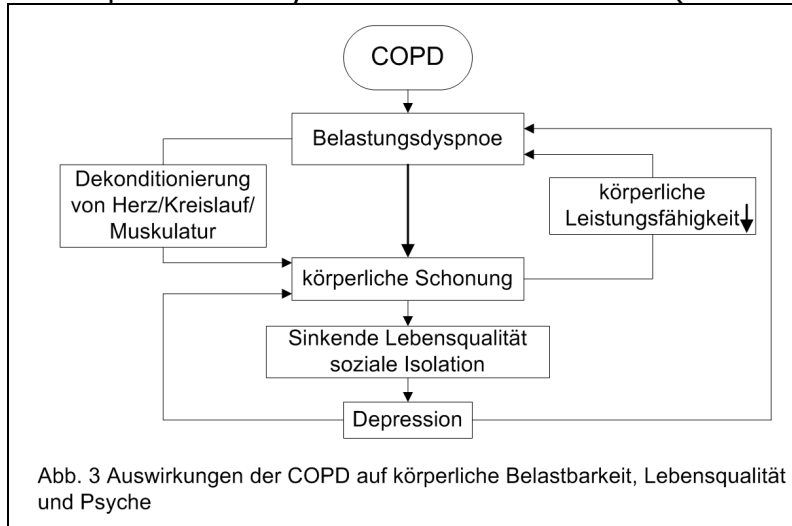 COPD
Belastungsdyspnoe
Dekonditionierung
von Herz/Kreislauf/
Muskulatur
körperliche
Leistungsfähigkeit
körperliche Schonung
Sinkende Lebensqualität
soziale Isolation
Depression
Abb. 3 Auswirkungen der COPD auf körperliche Belastbarkeit, Lebensqualität
und Psyche